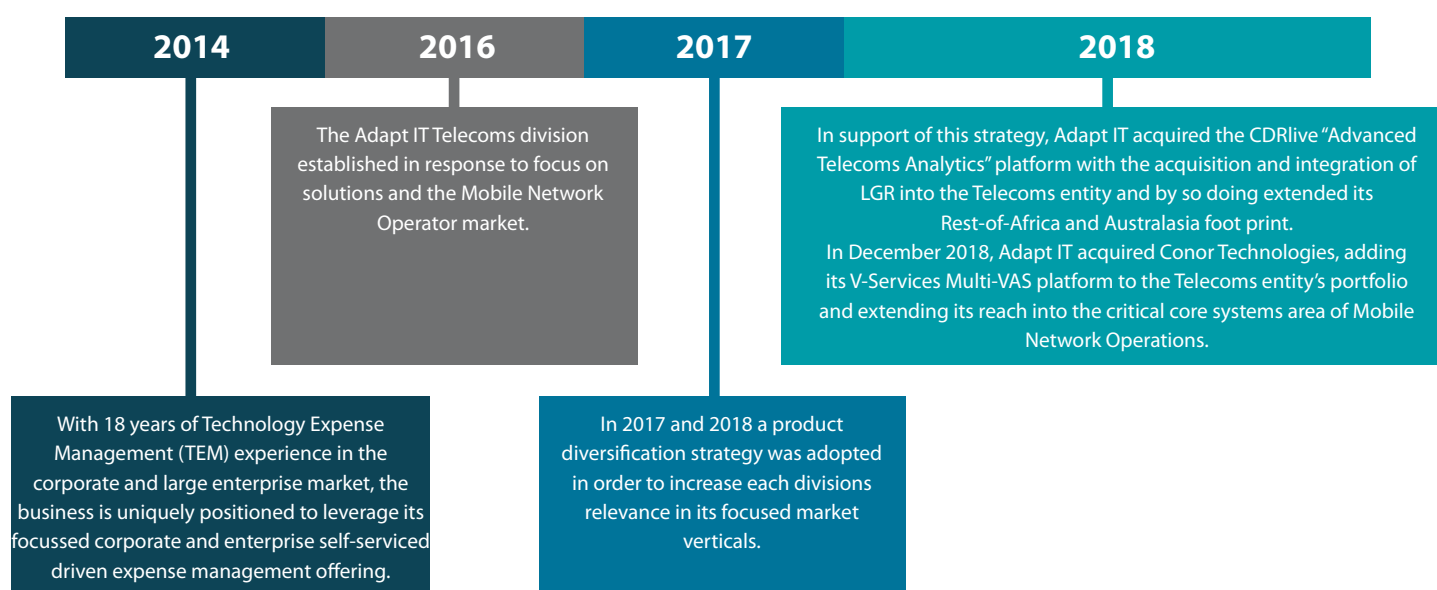 2014
2016
2017
2018
The Adapt IT Telecoms division
established in response to focus on
solutions and the Mobile Network
Operator market.
In support of this strategy, Adapt IT acquired the CDRlive “Advanced
Telecoms Analytics” platform with the acquisition and integration of
LGR into the Telecoms entity and by so doing extended its
Rest-of-Africa and Australasia foot print.
In December 2018, Adapt IT acquired Conor Technologies, adding
its V-Services Multi-VAS platform to the Telecoms entity’s portfolio
and extending its reach into the critical core systems area of Mobile
Network Operations.
With 18 years of Technology Expense
Management (TEM) experience in the
corporate and large enterprise market, the
business is uniquely positioned to leverage its
focussed corporate and enterprise self-serviced
driven expense management offering.
In 2017 and 2018 a product
diversification strategy was adopted
in order to increase each divisions
relevance in its focused market
verticals.